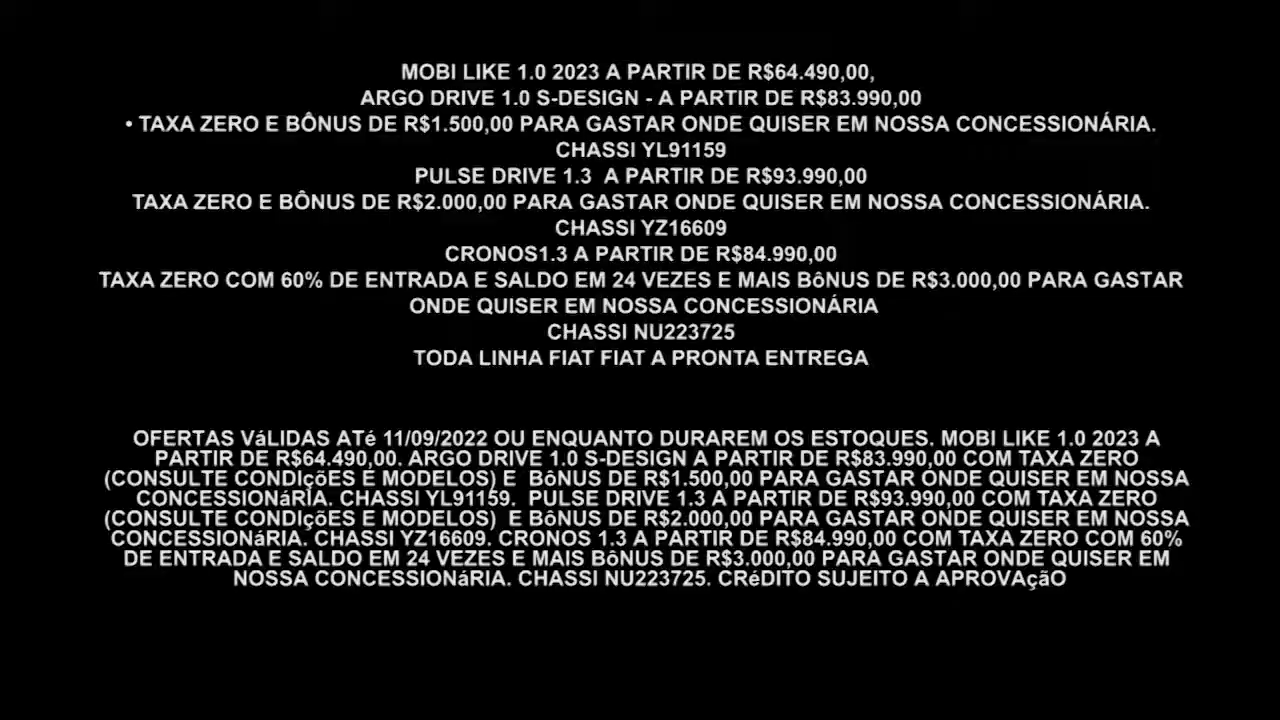 MOBI LIKE 1.0 2023 A PARTIR DE R$64.490,00,
ARGO DRIVE 1.0 S-DESIGN - A PARTIR DE R$83.990,00
• TAXA ZERO E BÔNUS DE R$1.500,00 PARA GASTAR ONDE QUISER EM NOSSA CONCESSIONÁRIA.
CHASSI YL91159
PULSE DRIVE 1.3  A PARTIR DE R$93.990,00
TAXA ZERO E BÔNUS DE R$2.000,00 PARA GASTAR ONDE QUISER EM NOSSA CONCESSIONÁRIA.
CHASSI YZ16609
CRONOS1.3 A PARTIR DE R$84.990,00
TAXA ZERO COM 60% DE ENTRADA E SALDO EM 24 VEZES E MAIS BôNUS DE R$3.000,00 PARA GASTAR
ONDE QUISER EM NOSSA CONCESSIONÁRIA
CHASSI NU223725
TODA LINHA FIAT FIAT A PRONTA ENTREGA
OFERTAS VáLIDAS ATé 11/09/2022 OU ENQUANTO DURAREM OS ESTOQUES. MOBI LIKE 1.0 2023 A
PARTIR DE R$64.490,00. ARGO DRIVE 1.0 S-DESIGN A PARTIR DE R$83.990,00 COM TAXA ZERO
(CONSULTE CONDIçõES E MODELOS) E  BôNUS DE R$1.500,00 PARA GASTAR ONDE QUISER EM NOSSA
CONCESSIONáRIA. CHASSI YL91159.  PULSE DRIVE 1.3 A PARTIR DE R$93.990,00 COM TAXA ZERO
(CONSULTE CONDIçõES E MODELOS)  E BôNUS DE R$2.000,00 PARA GASTAR ONDE QUISER EM NOSSA
CONCESSIONáRIA. CHASSI YZ16609. CRONOS 1.3 A PARTIR DE R$84.990,00 COM TAXA ZERO COM 60%
DE ENTRADA E SALDO EM 24 VEZES E MAIS BôNUS DE R$3.000,00 PARA GASTAR ONDE QUISER EM
NOSSA CONCESSIONáRIA. CHASSI NU223725. CRéDITO SUJEITO A APROVAçãO